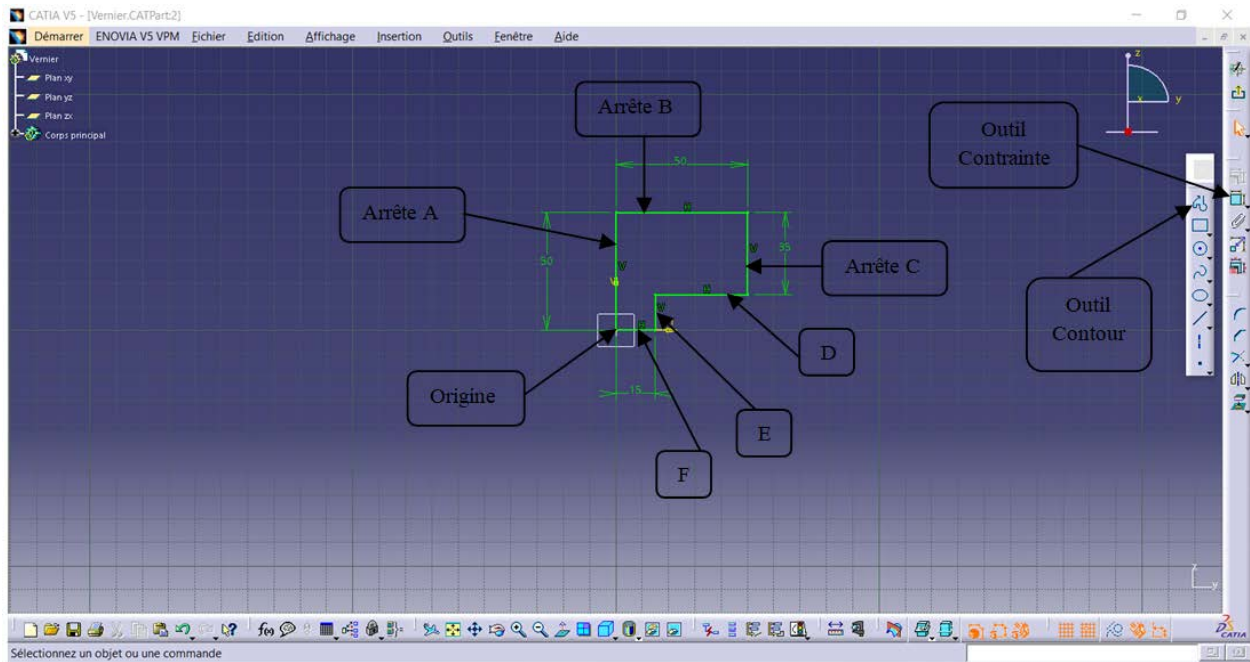 CATIA V5 - [Vernier.CATPart:2]
Démarrer ENOVIA V5 VPM Fichier Edition Affichage Insertion Outils Fenêtre Aide
Vernier
Plan xy
Plan yz
Plan zx
Corps principal
z
x
y
Arrête B
Outil
Contrainte
50
H
Arrête A
V
50
V
35
Arrête C
H
V
H
Outil
Contour
D
Origine
15
E
F
z
y
f(x)
CATIA
Sélectionnez un objet ou une commande